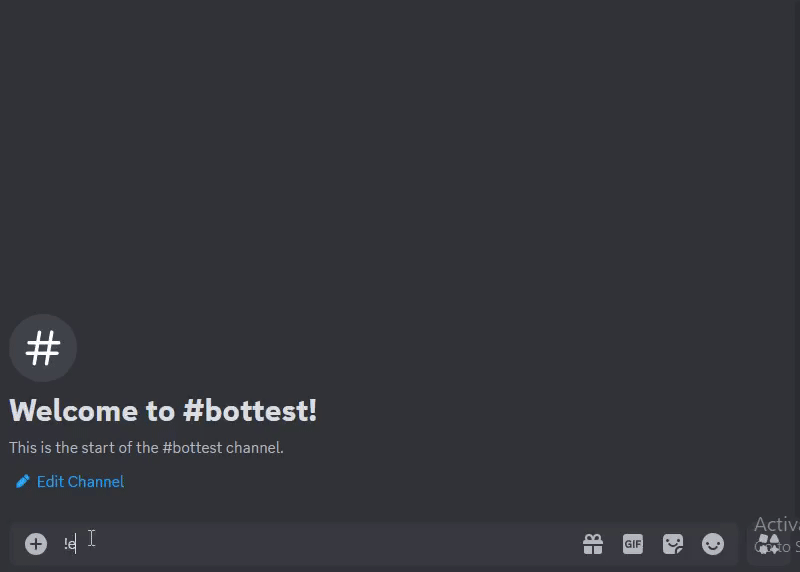 #
Welcome to #bottest!
This is the start of the #bottest channel.
Edit Channel
!e
GIF
Activa
Go to S